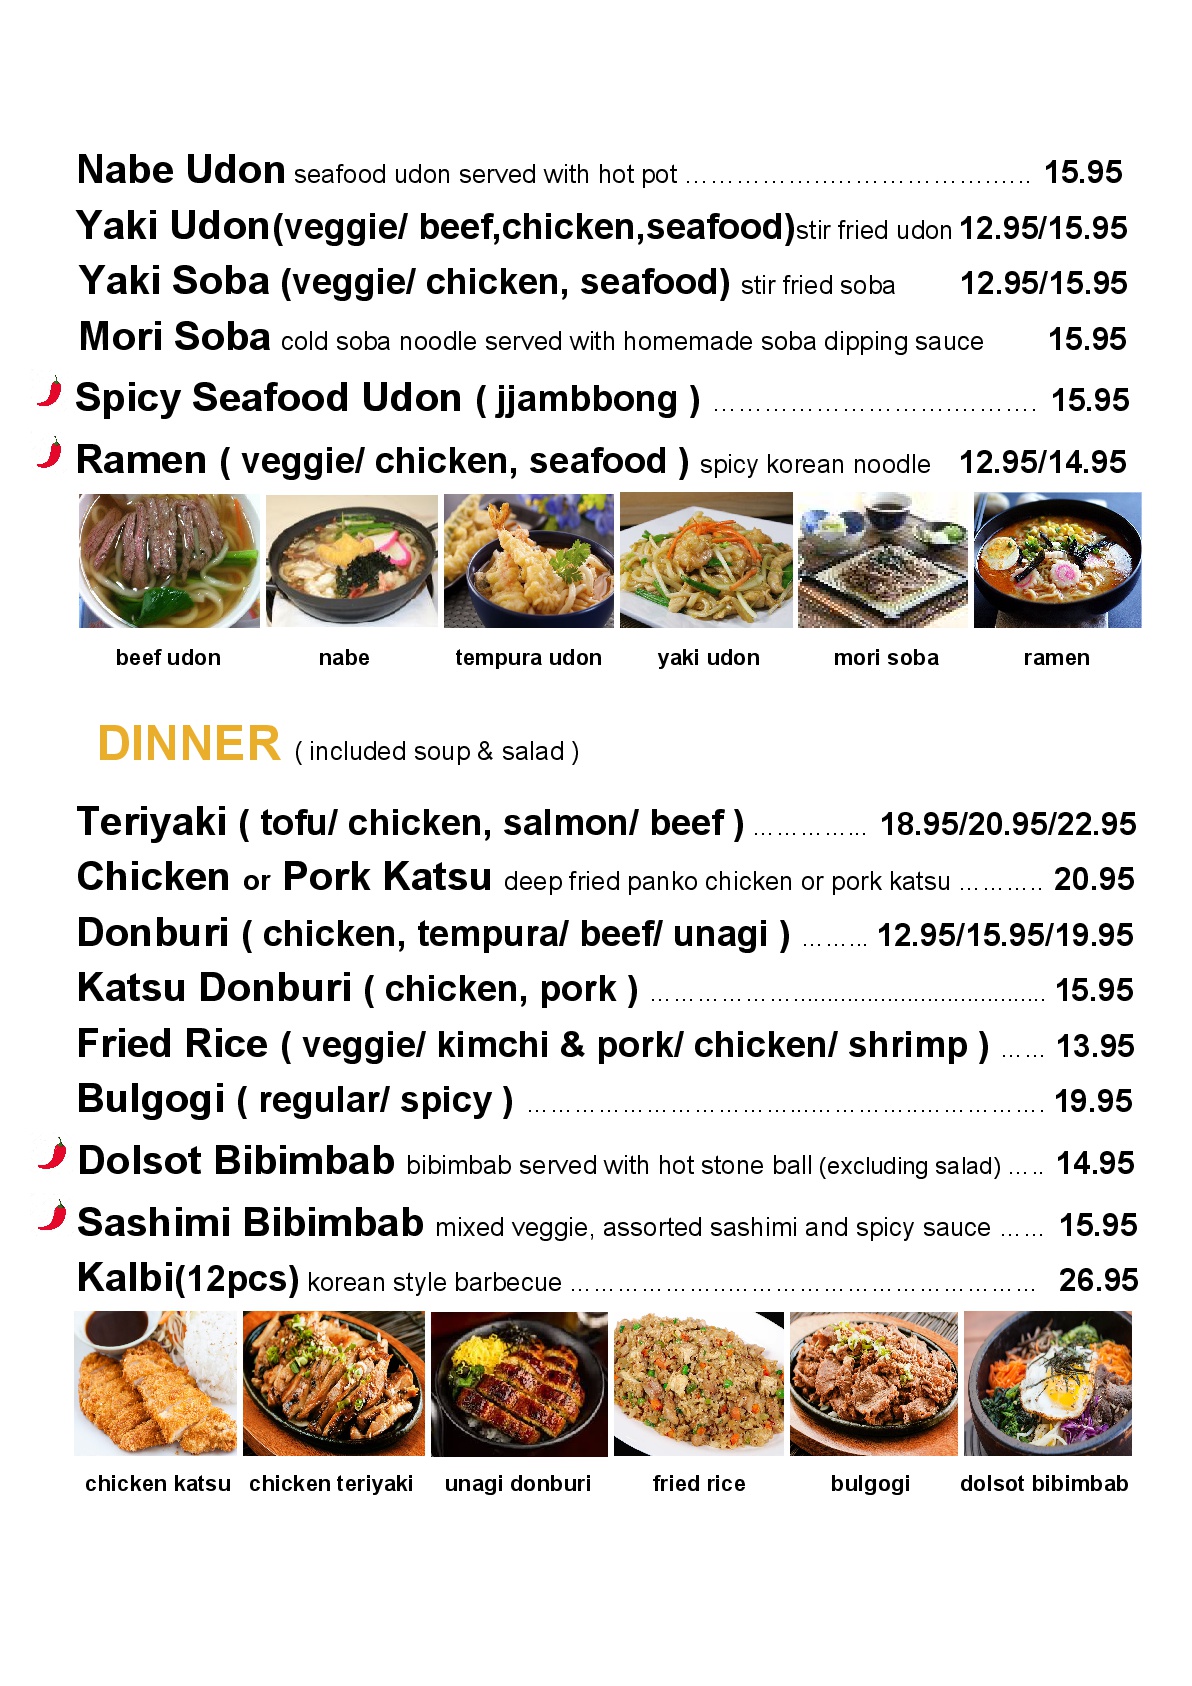 Nabe Udon seafood udon served with hot pot ……………..……………….….. 15.95
Yaki Udon(veggie/ beef,chicken,seafood)stir fried udon 12.95/15.95
Yaki Soba (veggie/ chicken, seafood) stir fried soba 12.95/15.95
Mori Soba cold soba noodle served with homemade soba dipping sauce 15.95
Spicy Seafood Udon ( jjambbong ) ……………………….………. 15.95
Ramen ( veggie/ chicken, seafood ) spicy korean noodle 12.95/14.95
beef udon nabe tempura udon yaki udon mori soba ramen
DINNER ( included soup & salad )
Teriyaki ( tofu/ chicken, salmon/ beef ) ………….. 18.95/20.95/22.95
Chicken or Pork Katsu deep fried panko chicken or pork katsu ……….. 20.95
Donburi ( chicken, tempura/ beef/ unagi ) ……... 12.95/15.95/19.95
Katsu Donburi ( chicken, pork ) ……………...................................... 15.95
Fried Rice ( veggie/ kimchi & pork/ chicken/ shrimp ) …... 13.95
Bulgogi ( regular/ spicy ) ……………………………...…………..……………. 19.95
Dolsot Bibimbab bibimbab served with hot stone ball (excluding salad) ….. 14.95
Sashimi Bibimbab mixed veggie, assorted sashimi and spicy sauce …... 15.95
Kalbi(12pcs) korean style barbecue ………………..……………………………… 26.95
chicken katsu chicken teriyaki unagi donburi fried rice bulgogi dolsot bibimbab